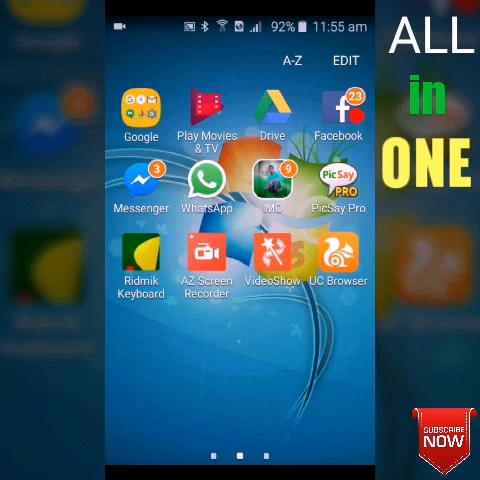 92% 11:55 am
A-Z EDIT
23
Google Play Movies & TV Drive Facebook
3 9
PicSay
PRO
Messenger WhatsApp IMO PicSay Pro
Ridmik Keyboard AZ Screen Recorder VideoShow UC Browser
ALL
in
ONE
SUBSCRIBE
NOW